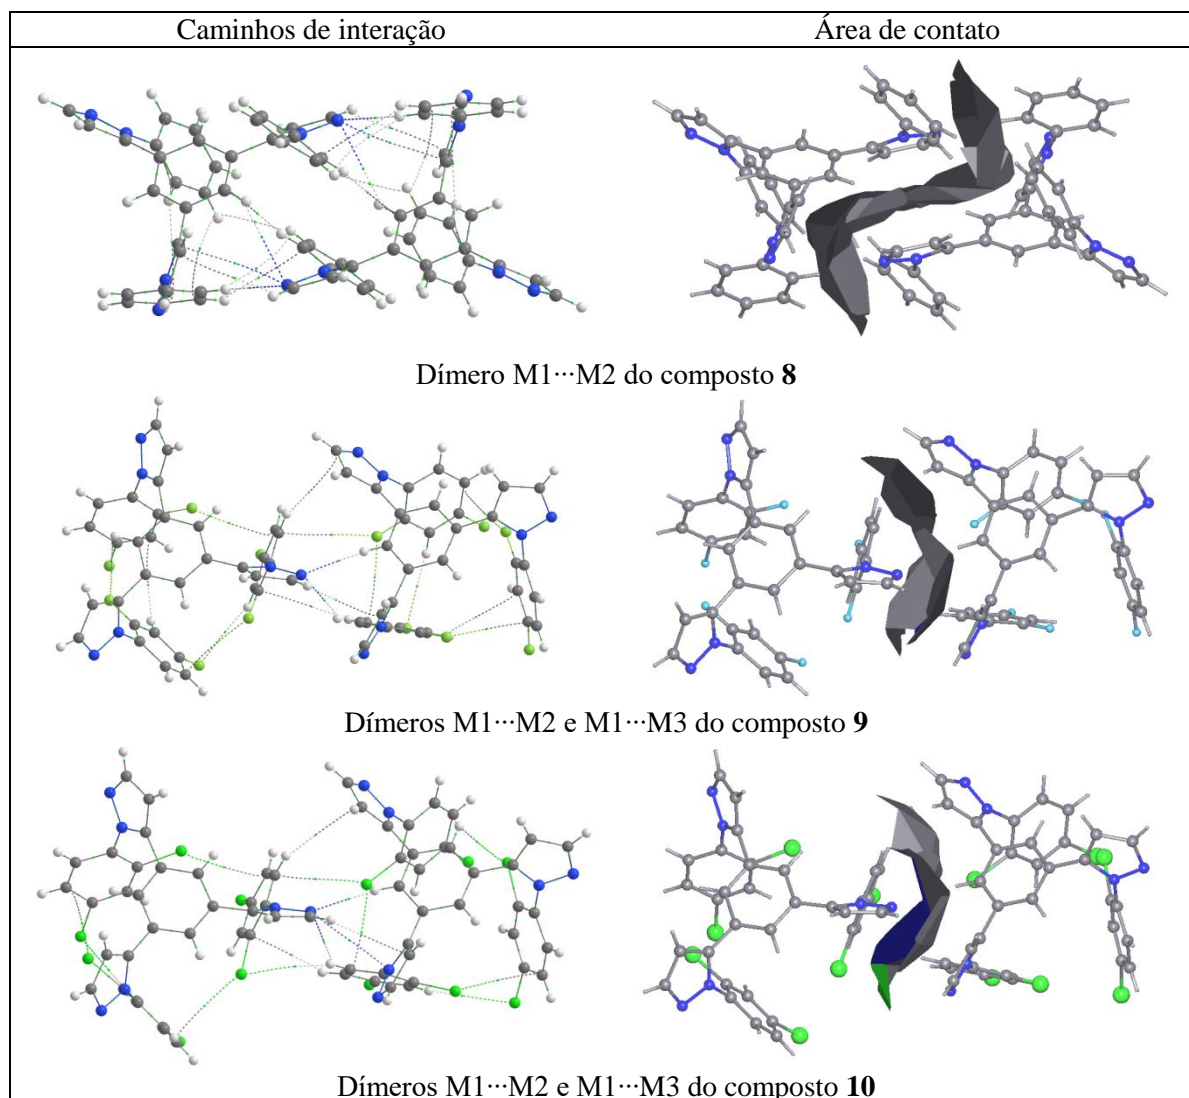 Caminhos de interação
Área de contato
Dímero M1···M2 do composto 8
Dímeros M1···M2 e M1···M3 do composto 9
Dímeros M1···M2 e M1···M3 do composto 10